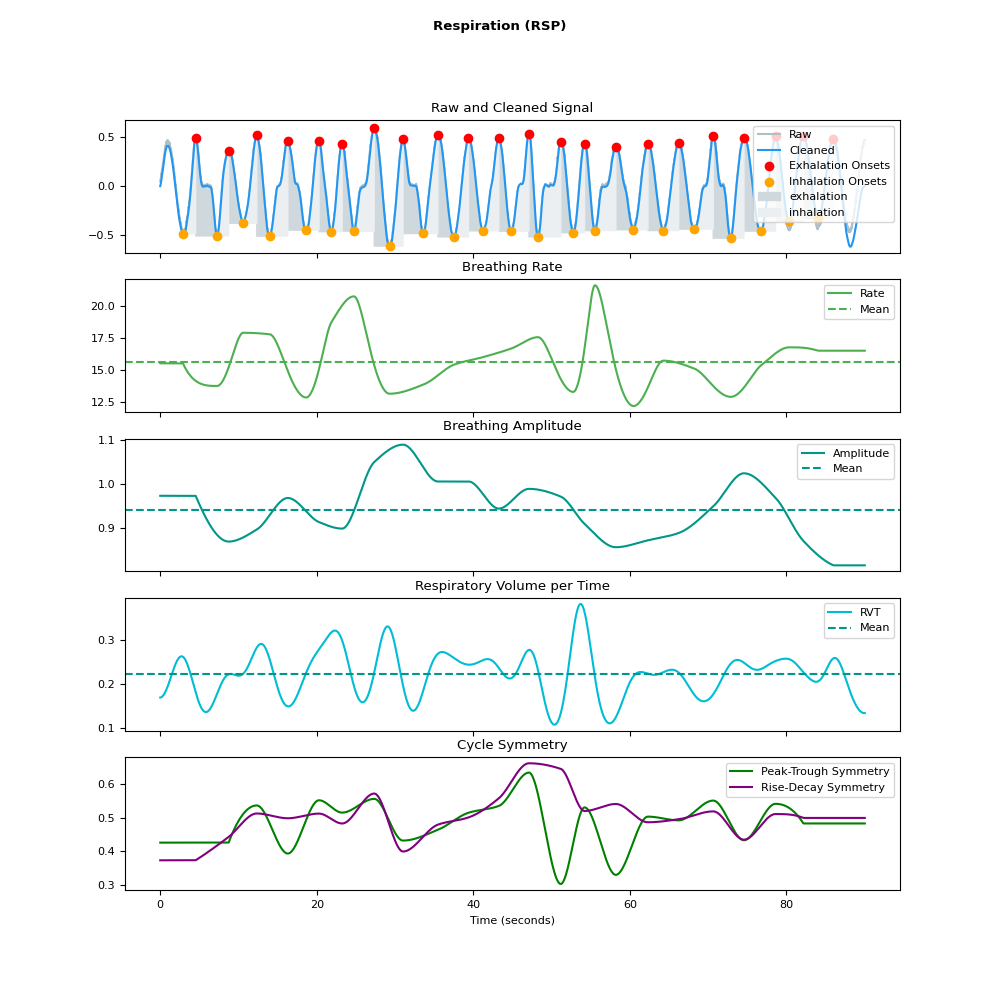 Respiration (RSP)
Raw and Cleaned Signal
0.5
0.0
−0.5
Raw
Cleaned
Exhalation Onsets
Inhalation Onsets
exhalation
inhalation
Breathing Rate
20.0
17.5
15.0
12.5
Rate
Mean
Breathing Amplitude
1.1
1.0
0.9
Amplitude
Mean
Respiratory Volume per Time
0.3
0.2
0.1
RVT
Mean
Cycle Symmetry
0.6
0.5
0.4
0.3
Peak-Trough Symmetry
Rise-Decay Symmetry
0 20 40 60 80
Time (seconds)